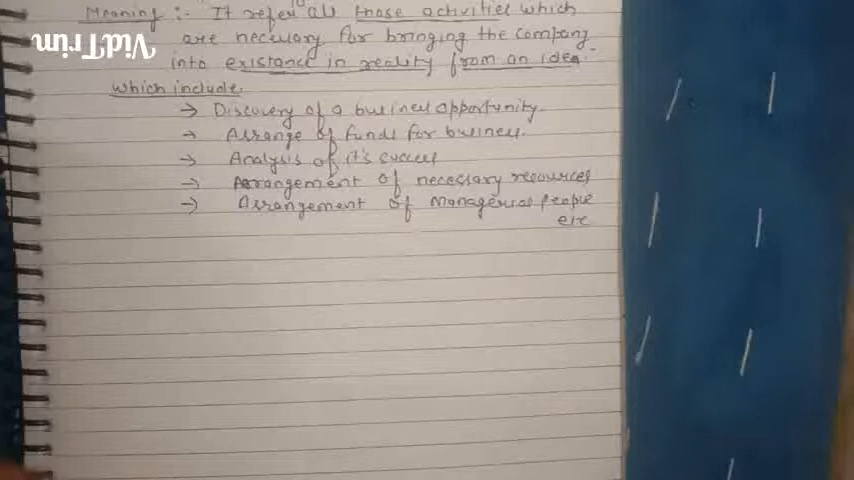 Meaning :- It refer all those activities which
are necessary for bringing the company
into existance in reality from an idea.
which include
→ Discovery of a business opportunity
→ Arrange of funds for business.
→ Analysis of it's success
→ Arrangement of necessary resources
→ Arrangement of Managerial people
etc
VidTrim